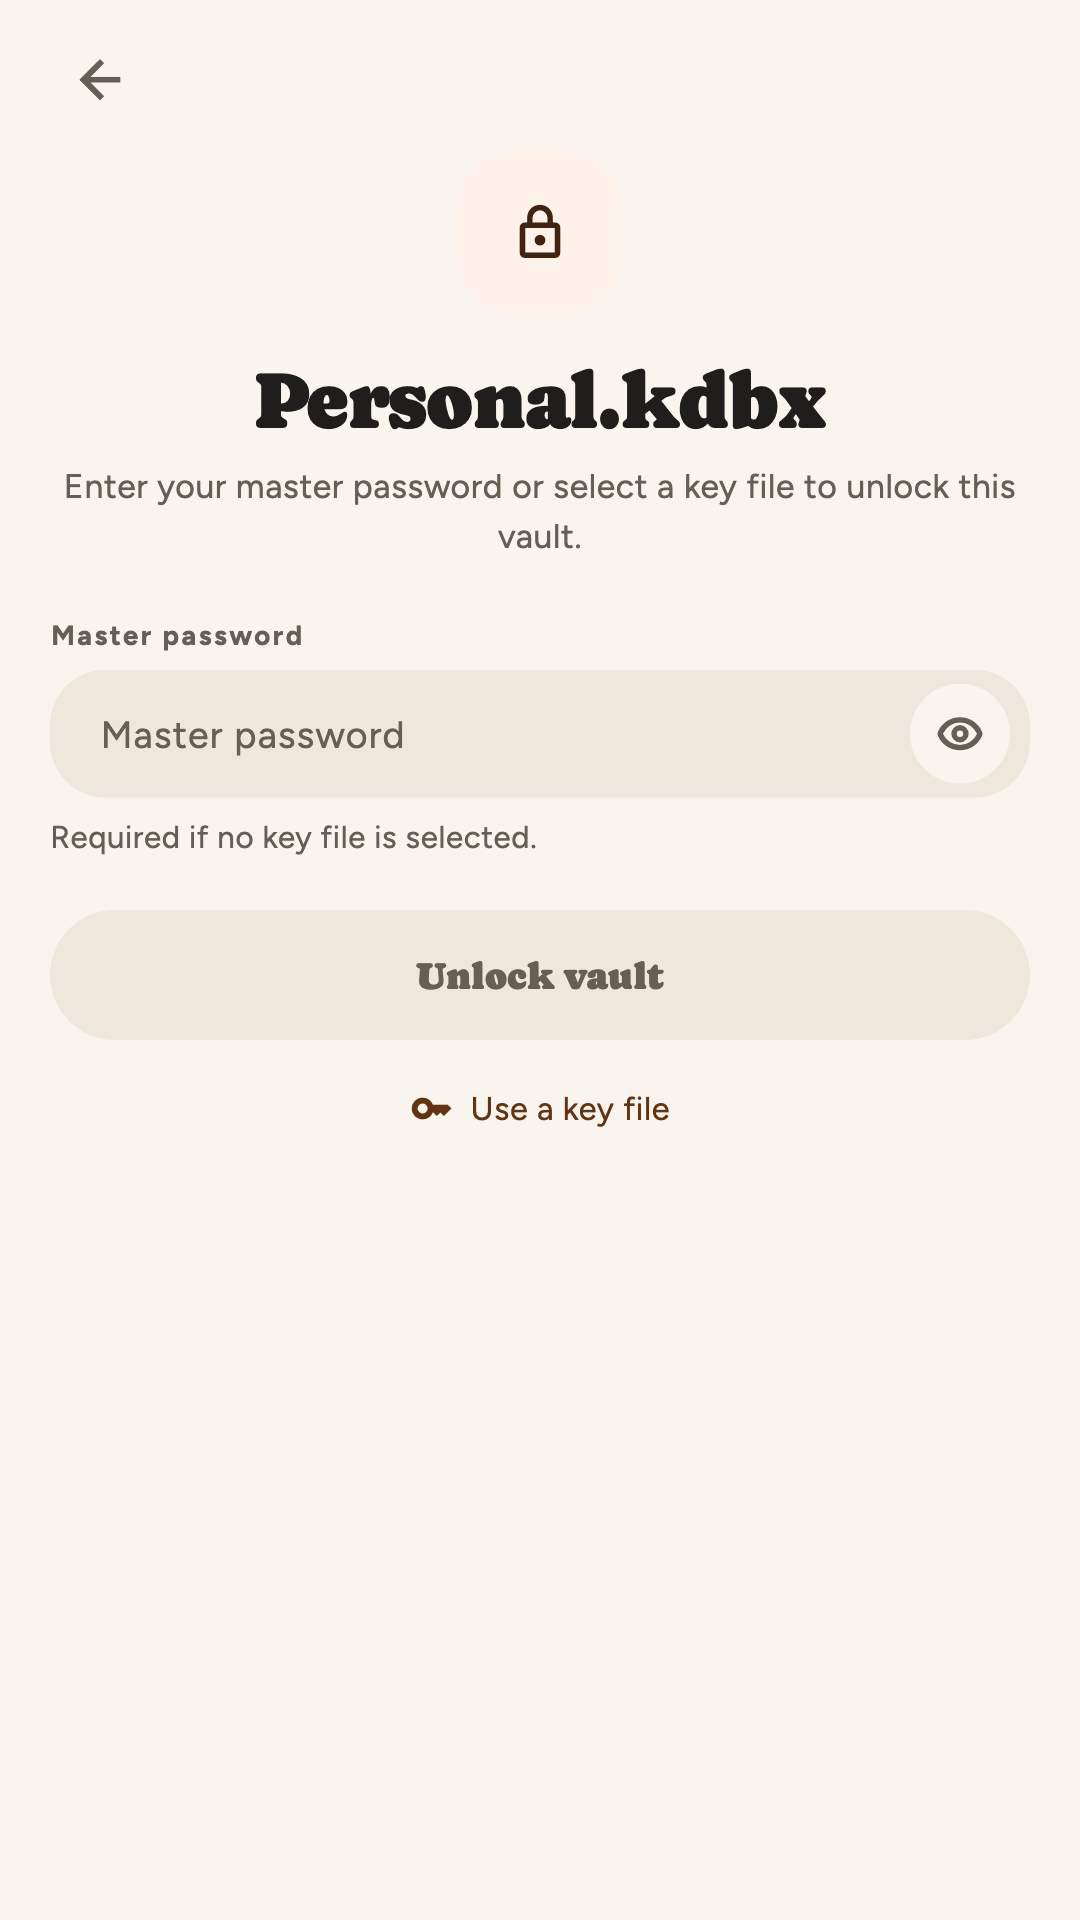 Personal.kdbx
Enter your master password or select a key file to unlock this
vault.
Master password
Master password
Required if no key file is selected.
Unlock vault
Use a key file